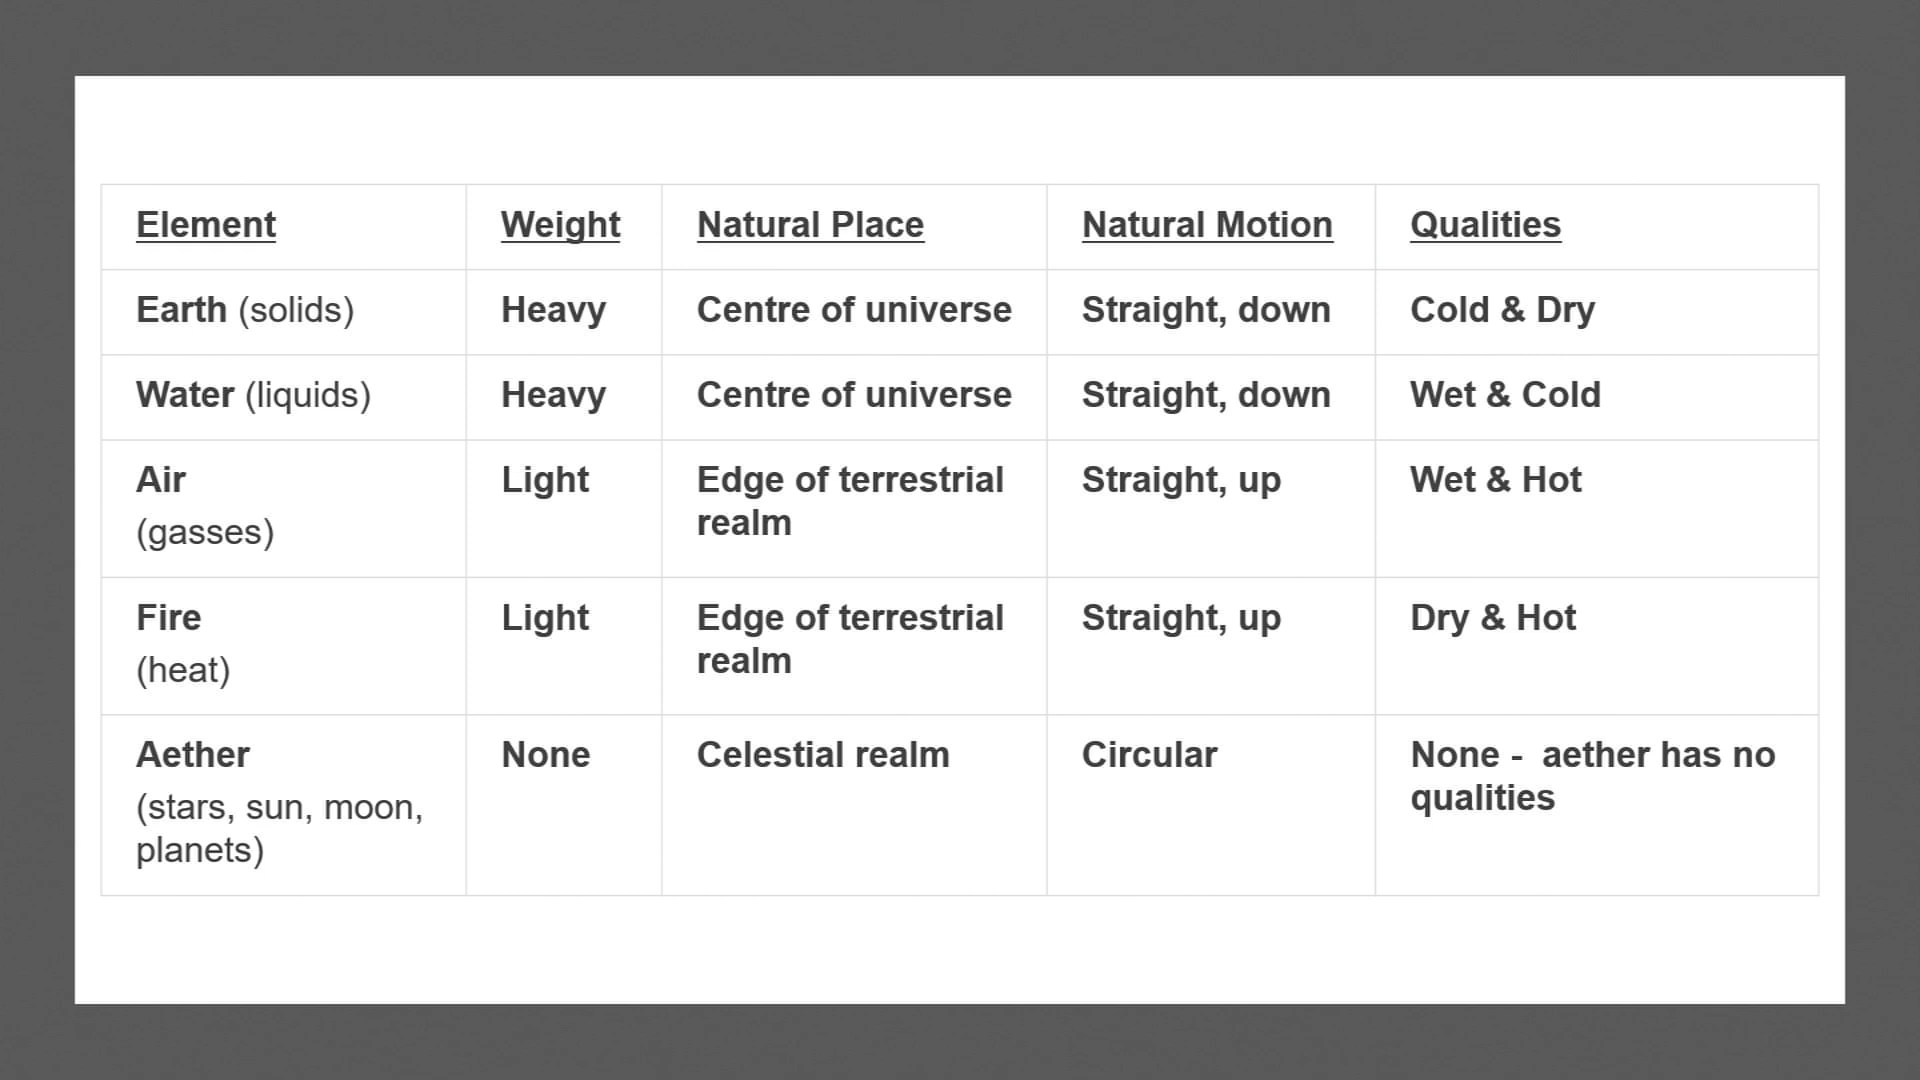 Element Weight Natural Place Natural Motion Qualities
Earth (solids) Heavy Centre of universe Straight, down Cold & Dry
Water (liquids) Heavy Centre of universe Straight, down Wet & Cold
Air Light Edge of terrestrial Straight, up Wet & Hot
realm
(gasses)
Fire Light Edge of terrestrial Straight, up Dry & Hot
realm
(heat)
Aether None Celestial realm Circular None - aether has no
qualities
(stars, sun, moon,
planets)